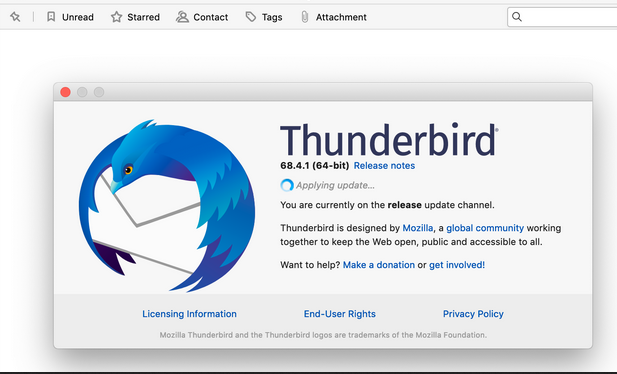 Unread Starred Contact Tags Attachment
Thunderbird
68.4.1 (64-bit) Release notes
Applying update...
You are currently on the release update channel.
Thunderbird is designed by Mozilla, a global community working
together to keep the Web open, public and accessible to all.
Want to help? Make a donation or get involved!
Licensing Information End-User Rights Privacy Policy
Mozilla Thunderbird and the Thunderbird logos are trademarks of the Mozilla Foundation.